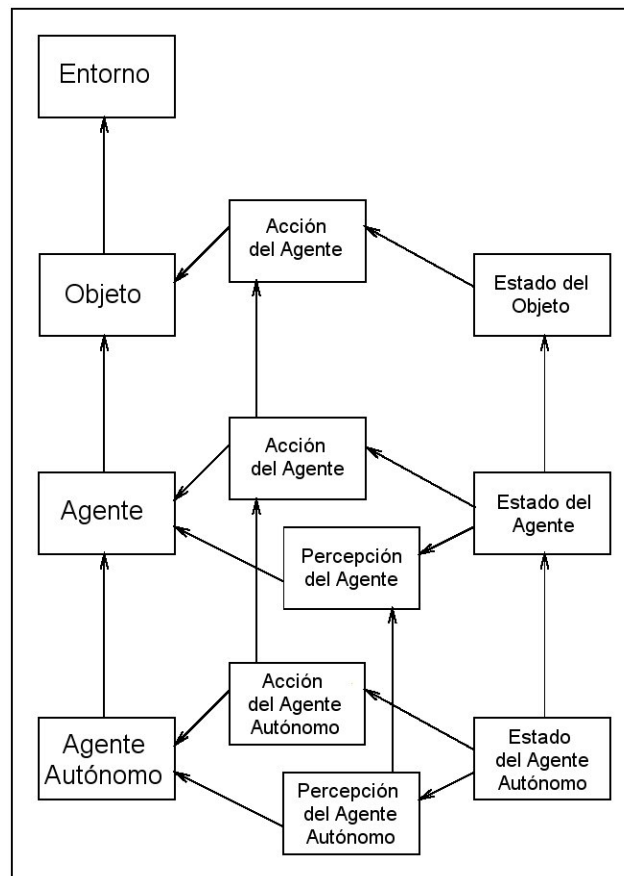 Entorno
Acción
del Agente
Objeto
Estado del
Objeto
Acción
del Agente
Agente
Estado del
Agente
Percepción
del Agente
Acción
del Agente
Autónomo
Agente
Autónomo
Estado
del Agente
Autónomo
Percepción
del Agente
Autónomo